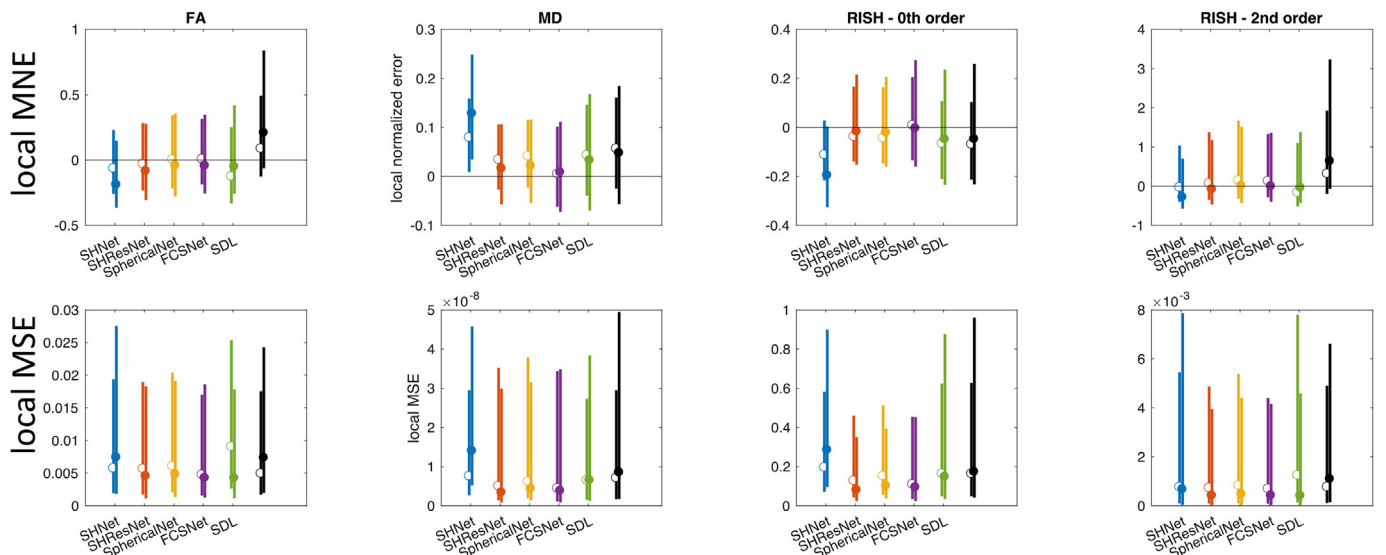 FA
MD
RISH - 0th order
RISH - 2nd order
local MNE
1
0.5
0
-0.5
SHNet
SHResNet
SphericalNet
FCSNet
SDL
local normalized error
0.3
0.2
0.1
0
-0.1
SHNet
SHResNet
SphericalNet
FCSNet
SDL
0.4
0.2
0
-0.2
-0.4
SHNet
SHResNet
SphericalNet
FCSNet
SDL
4
3
2
1
0
-1
SHNet
SHResNet
SphericalNet
FCSNet
SDL
local MSE
0.03
0.025
0.02
0.015
0.01
0.005
0
SHNet
SHResNet
SphericalNet
FCSNet
SDL
×10⁻⁸
local MSE
5
4
3
2
1
0
SHNet
SHResNet
SphericalNet
FCSNet
SDL
1
0.8
0.6
0.4
0.2
0
SHNet
SHResNet
SphericalNet
FCSNet
SDL
×10⁻³
8
6
4
2
0
SHNet
SHResNet
SphericalNet
FCSNet
SDL